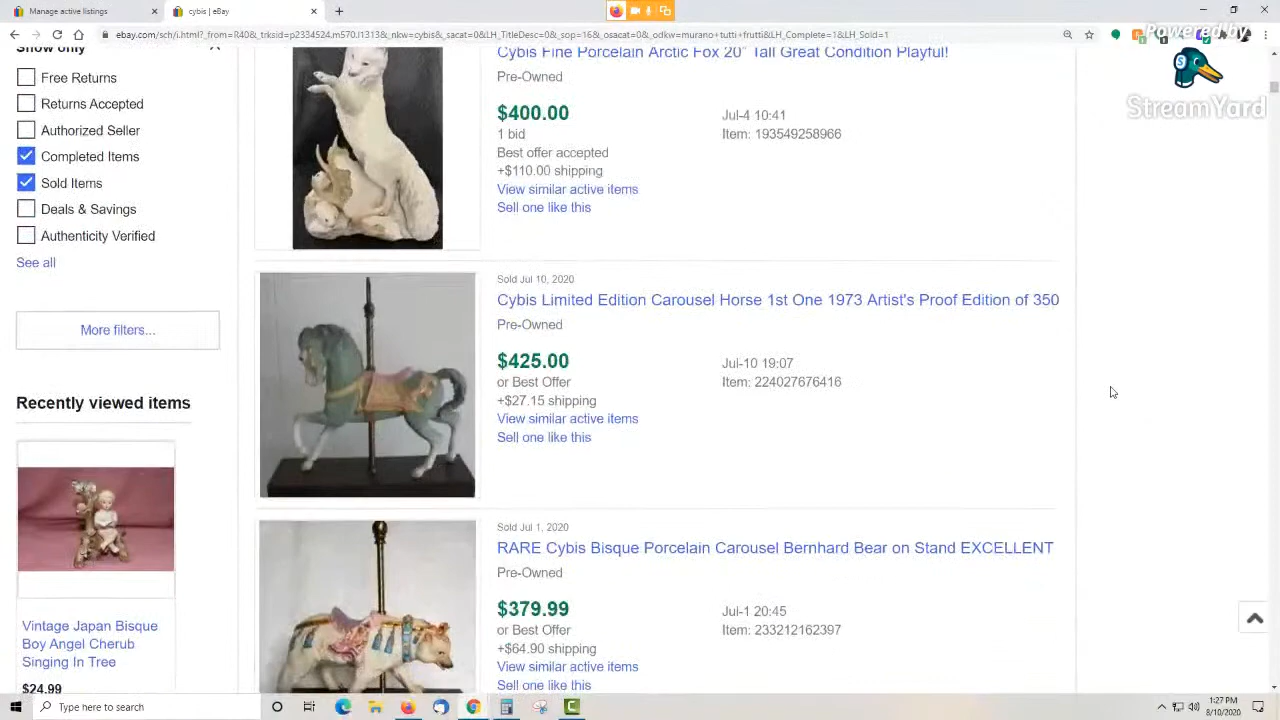 Manage active listings
cybis | eBay
Powered by
ebay.com/sch/i.html?_from=R40&_trksid=p2334524.m570.l1313&_nkw=cybis&_sacat=0&LH_TitleDesc=0&_sop=16&_osacat=0&_odkw=murano+tutti+frutti&LH_Complete=1&LH_Sold=1
StreamYard
Show only
Free Returns
Returns Accepted
Authorized Seller
Completed Items
Sold Items
Deals & Savings
Authenticity Verified
See all
More filters...
Recently viewed items
Vintage Japan Bisque
Boy Angel Cherub
Singing In Tree
$24.99
Cybis Fine Porcelain Arctic Fox 20" Tall Great Condition Playful!
Pre-Owned
$400.00
1 bid
Best offer accepted
+$110.00 shipping
View similar active items
Sell one like this
Jul-4 10:41
Item: 193549258966
Sold Jul 10, 2020
Cybis Limited Edition Carousel Horse 1st One 1973 Artist's Proof Edition of 350
Pre-Owned
$425.00
or Best Offer
+$27.15 shipping
View similar active items
Sell one like this
Jul-10 19:07
Item: 224027676416
Sold Jul 1, 2020
RARE Cybis Bisque Porcelain Carousel Bernhard Bear on Stand EXCELLENT
Pre-Owned
$379.99
or Best Offer
+$64.90 shipping
View similar active items
Sell one like this
Jul-1 20:45
Item: 233212162397
Type here to search
1:27 PM
8/10/2020